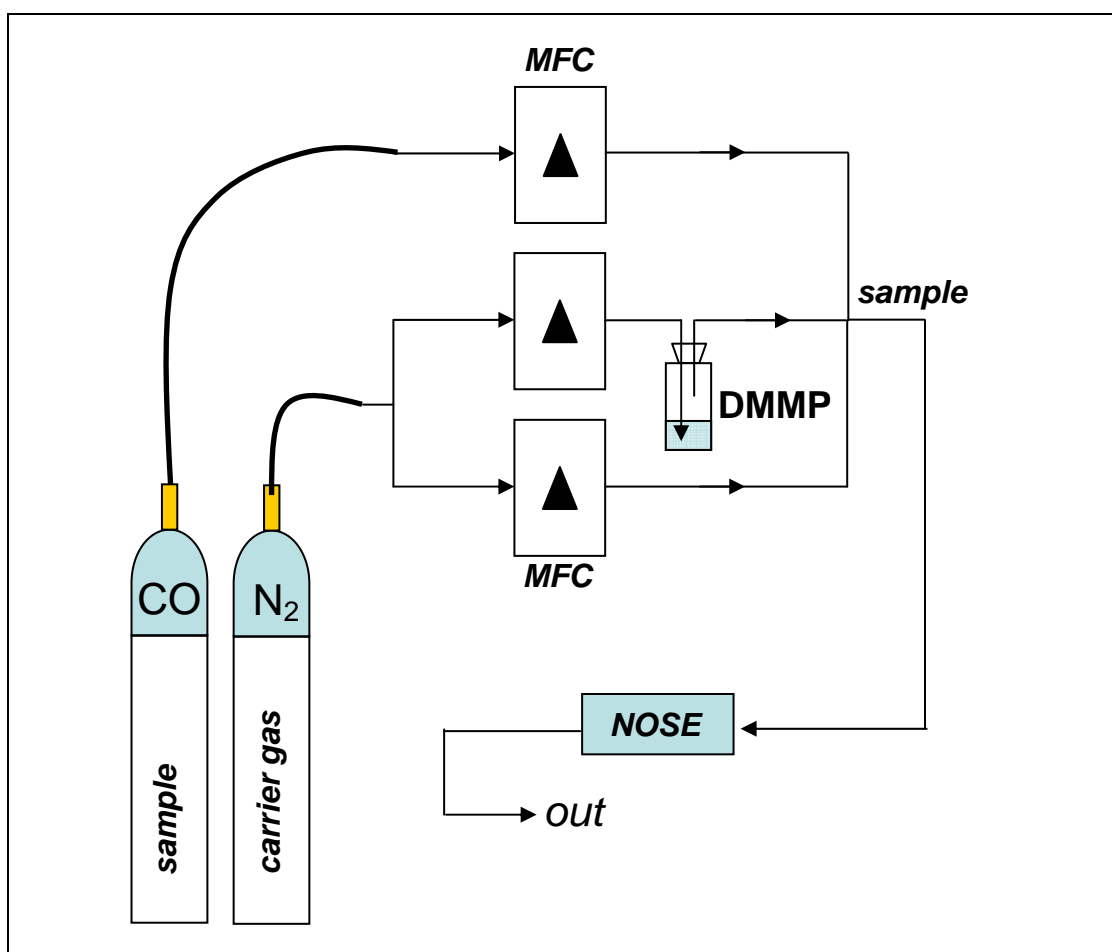 MFC
sample
DMMP
MFC
CO
N₂
sample
carrier gas
NOSE
out